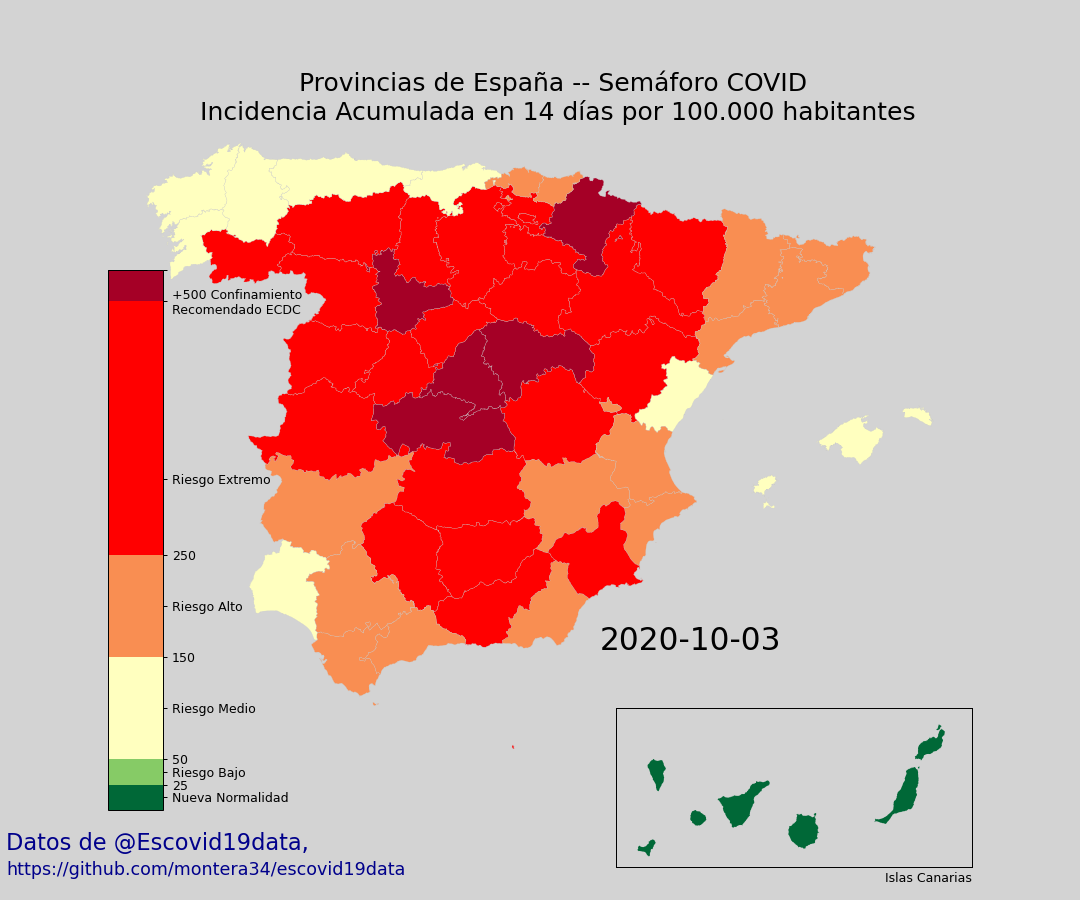 Provincias de España -- Semáforo COVID
Incidencia Acumulada en 14 días por 100.000 habitantes
+500 Confinamiento
Recomendado ECDC
Riesgo Extremo
250
Riesgo Alto
150
Riesgo Medio
50
Riesgo Bajo
25
Nueva Normalidad
2020-10-03
Islas Canarias
Datos de @Escovid19data,
https://github.com/montera34/escovid19data